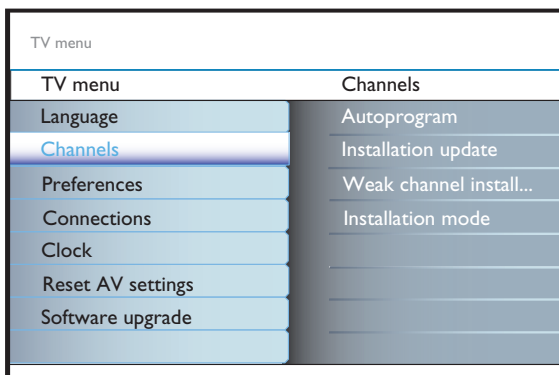 TV menu
TV menu
Channels
Language
Channels
Preferences
Connections
Clock
Reset AV settings
Software upgrade
Autoprogram
Installation update
Weak channel install...
Installation mode